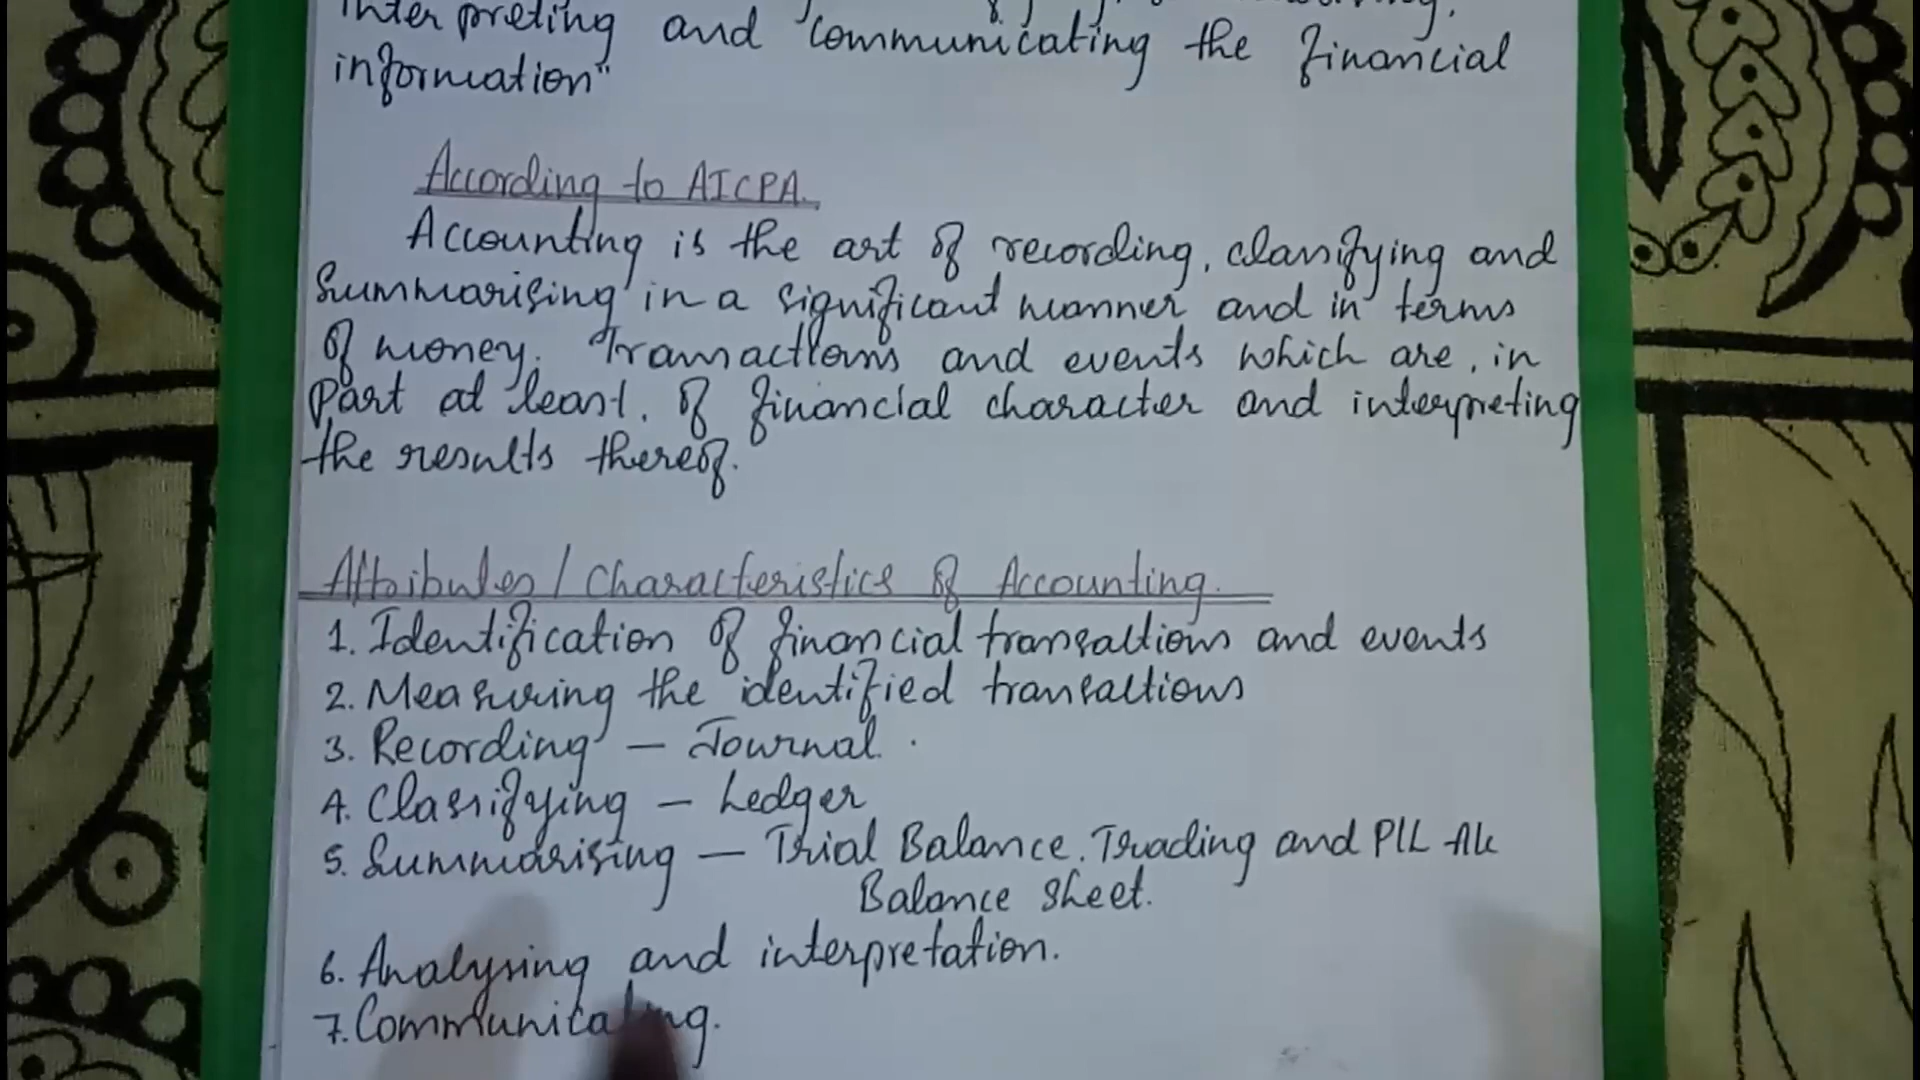 Interpreting and communicating the financial
information"
According to AICPA.
Accounting is the art of recording, classifying and
Summarising in a significant manner and in terms
of money. Transactions and events which are, in
Part at least. of financial character and interpreting
the results thereof.
Attributes / Characteristics of Accounting.
1. Identification of financial transactions and events
2. Measuring the identified transactions
3. Recording – Journal.
4. Classifying – Ledger
5. Summarising – Trial Balance. Trading and P\L A\c
Balance Sheet.
6. Analysing and interpretation.
7. Communicating.